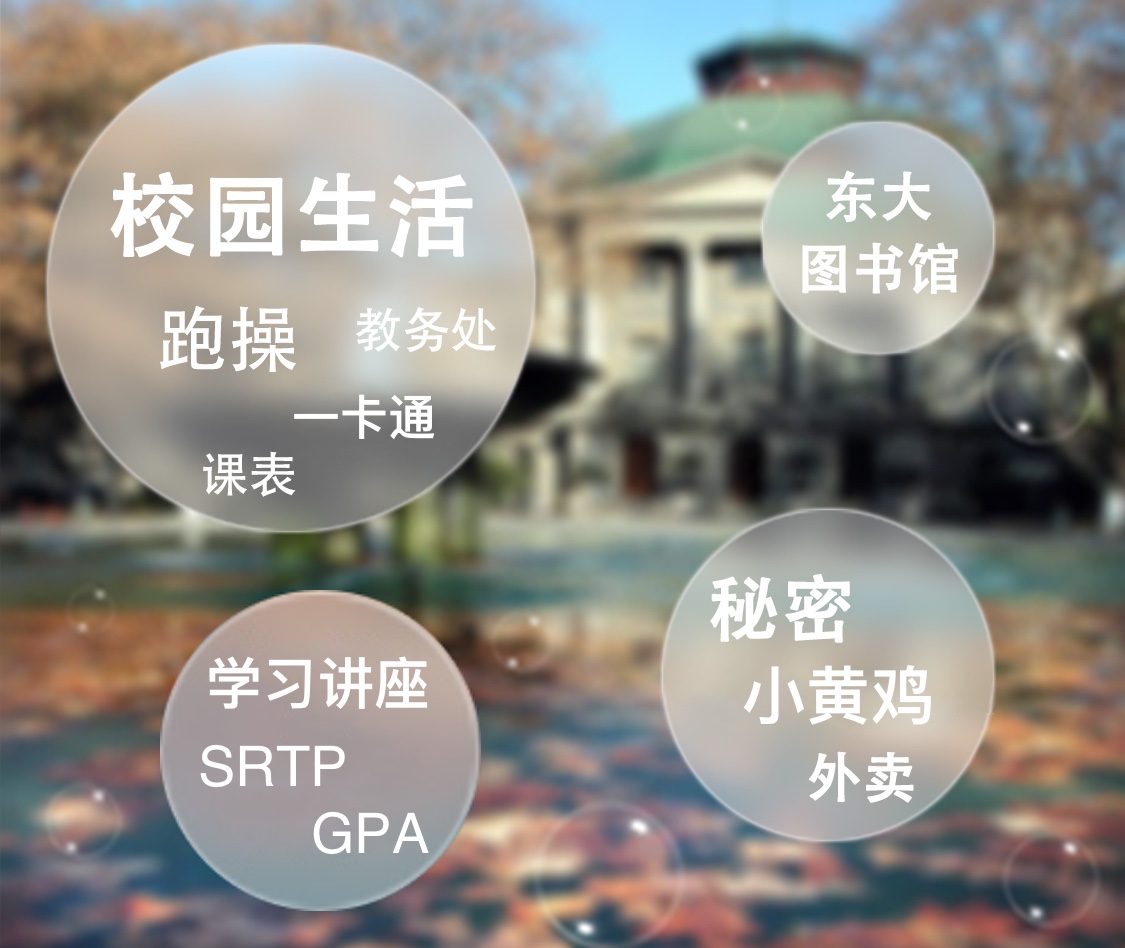 校园生活
跑操
教务处
一卡通
课表
东大
图书馆
学习讲座
SRTP
GPA
秘密
小黄鸡
外卖